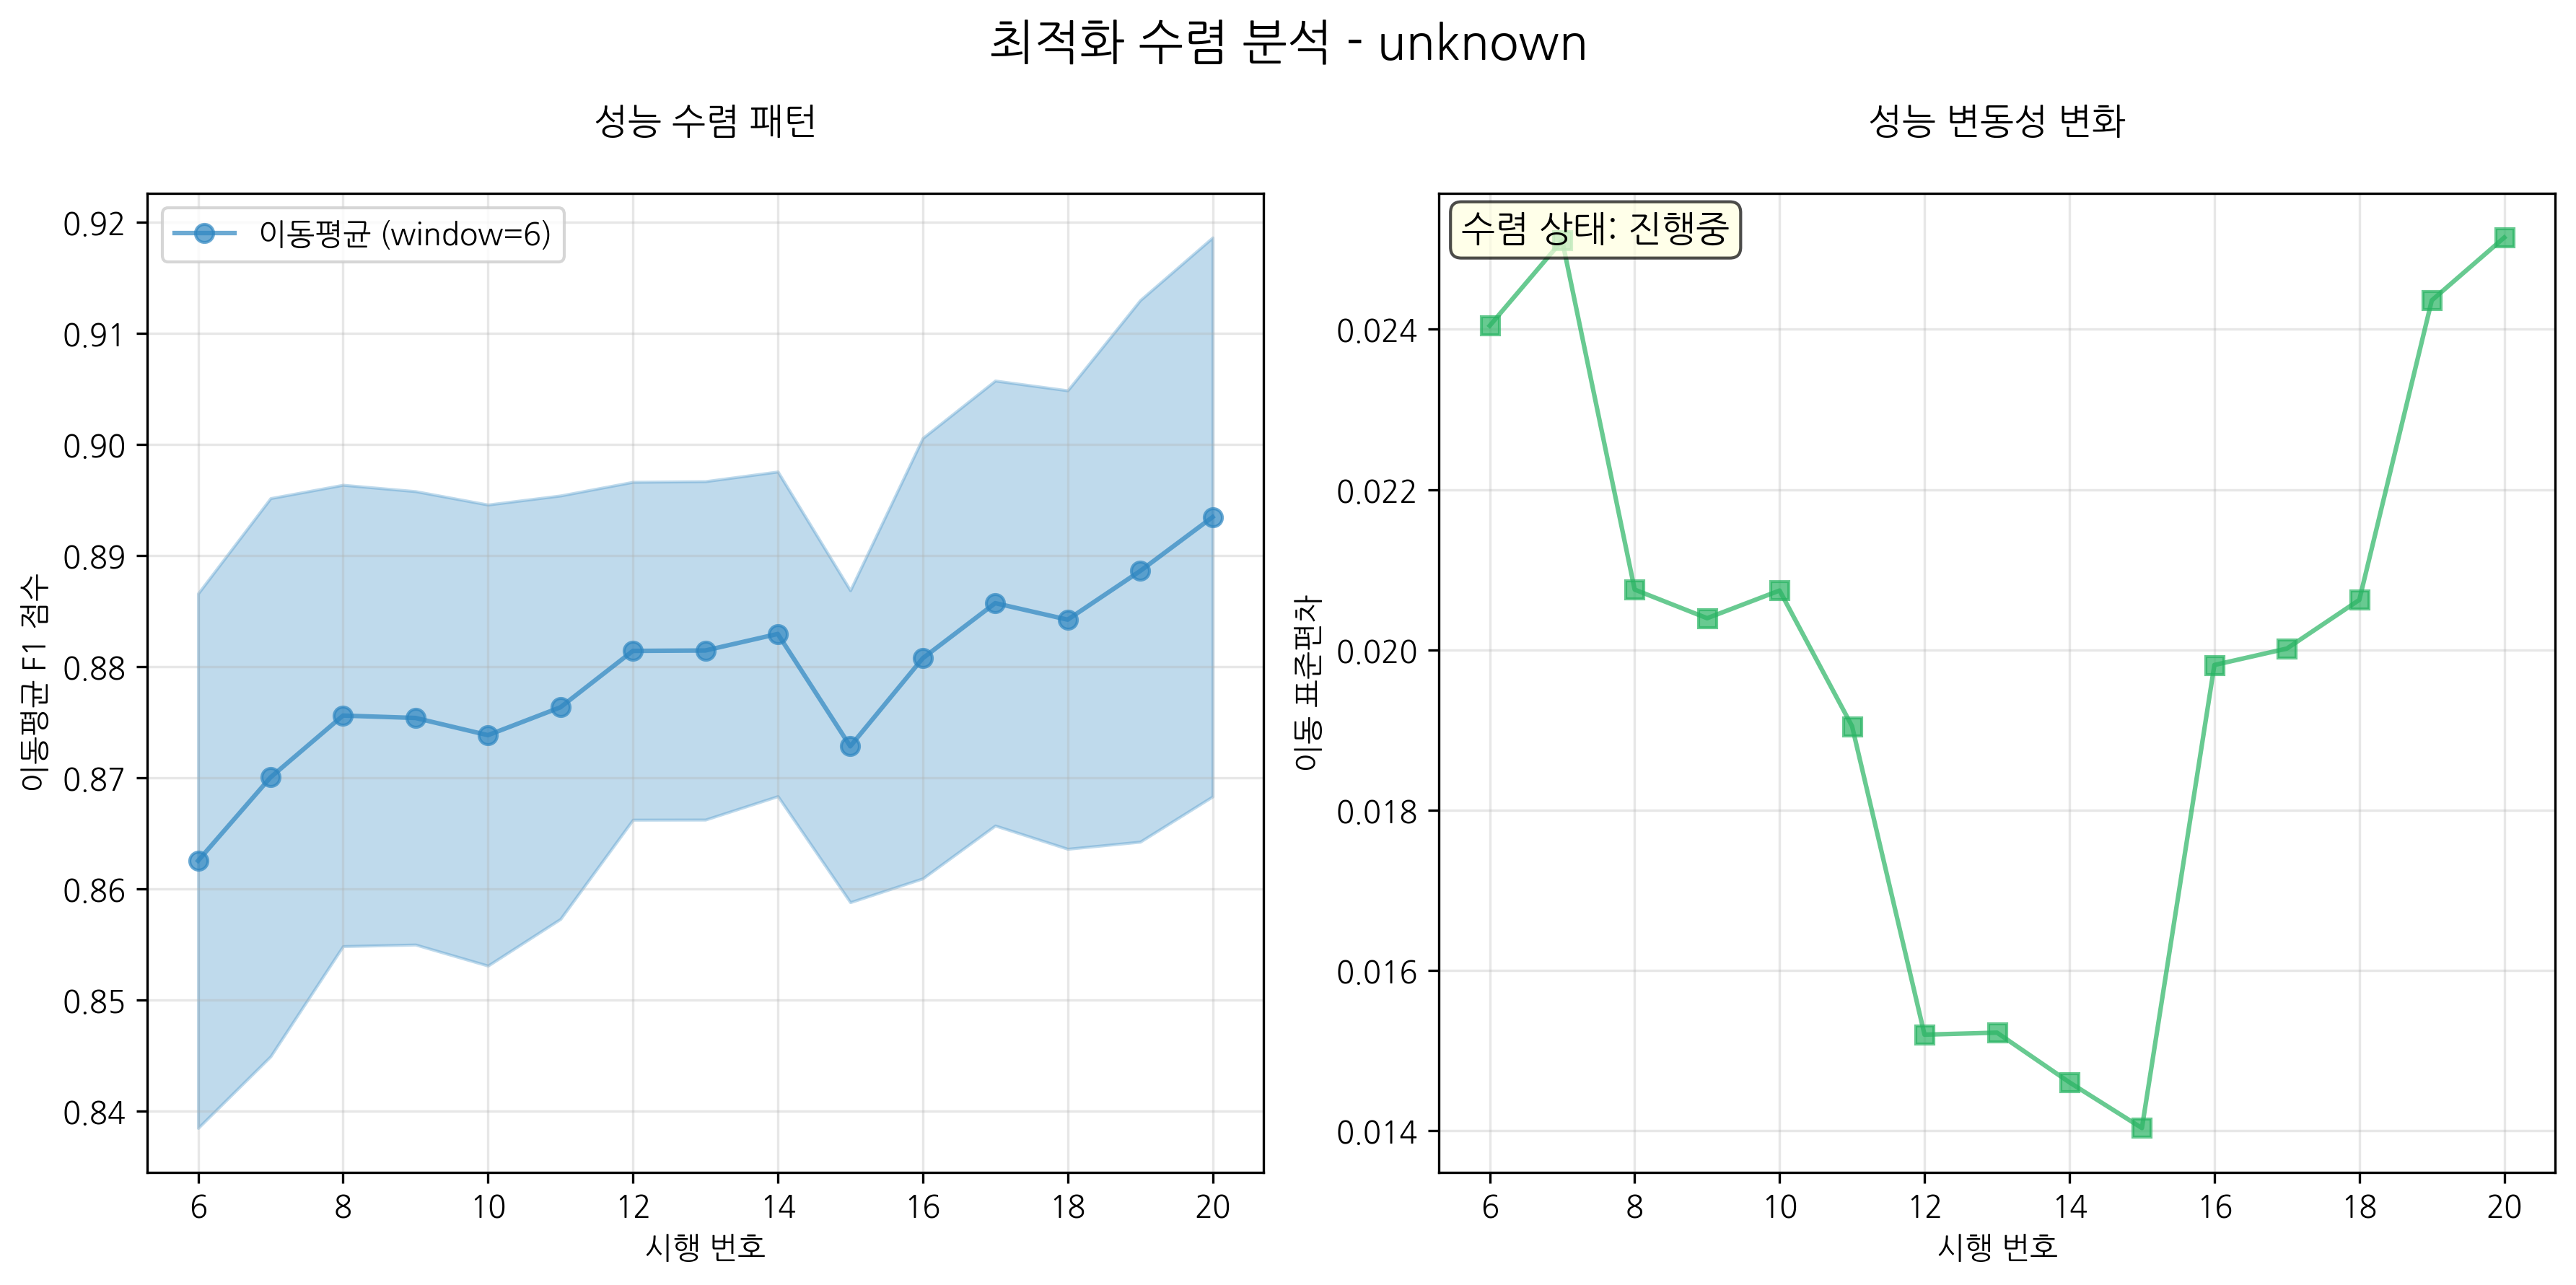 최적화 수렴 분석 - unknown
성능 수렴 패턴
이동평균 (window=6)
0.92
0.91
0.90
0.89
0.88
0.87
0.86
0.85
0.84
이동평균 F1 점수
6 8 10 12 14 16 18 20
시행 번호
성능 변동성 변화
수렴 상태: 진행중
0.024
0.022
0.020
0.018
0.016
0.014
이동 표준편차
6 8 10 12 14 16 18 20
시행 번호